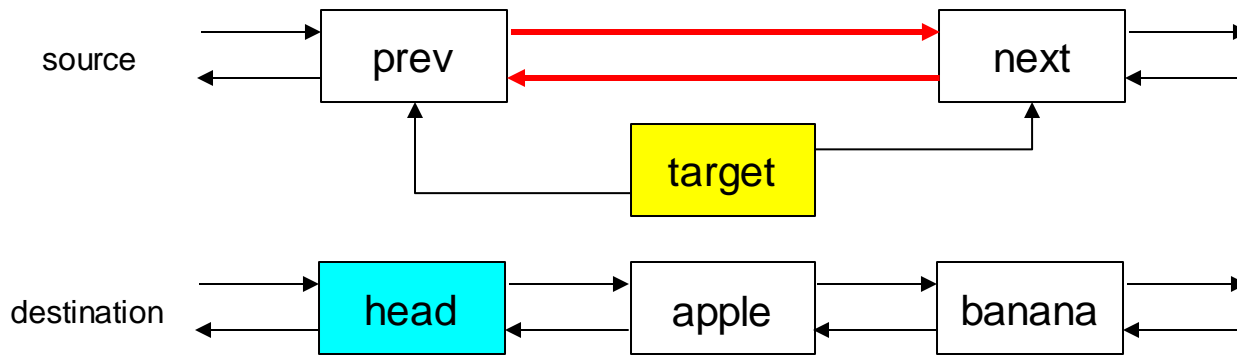 source
prev
next
target
destination
head
apple
banana